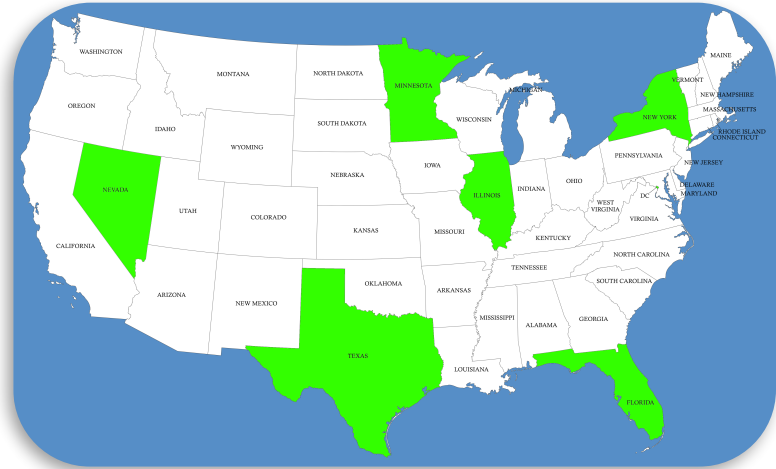 WASHINGTON
MAINE
MONTANA
NORTH DAKOTA
VERMONT
MINNESOTA
MICHIGAN
NEW HAMPSHIRE
OREGON
MASSACHUSETTS
NEW YORK
WISCONSIN
SOUTH DAKOTA
IDAHO
RHODE ISLAND
CONNECTICUT
WYOMING
PENNSYLVANIA
NEW JERSEY
IOWA
NEBRASKA
OHIO
INDIANA
DELAWARE
NEVADA
MARYLAND
ILLINOIS
DC
WEST
VIRGINIA
UTAH
COLORADO
VIRGINIA
KANSAS
MISSOURI
KENTUCKY
CALIFORNIA
NORTH CAROLINA
TENNESSEE
SOUTH CAROLINA
OKLAHOMA
ARKANSAS
ARIZONA
NEW MEXICO
MISSISSIPPI
GEORGIA
ALABAMA
TEXAS
LOUISIANA
FLORIDA